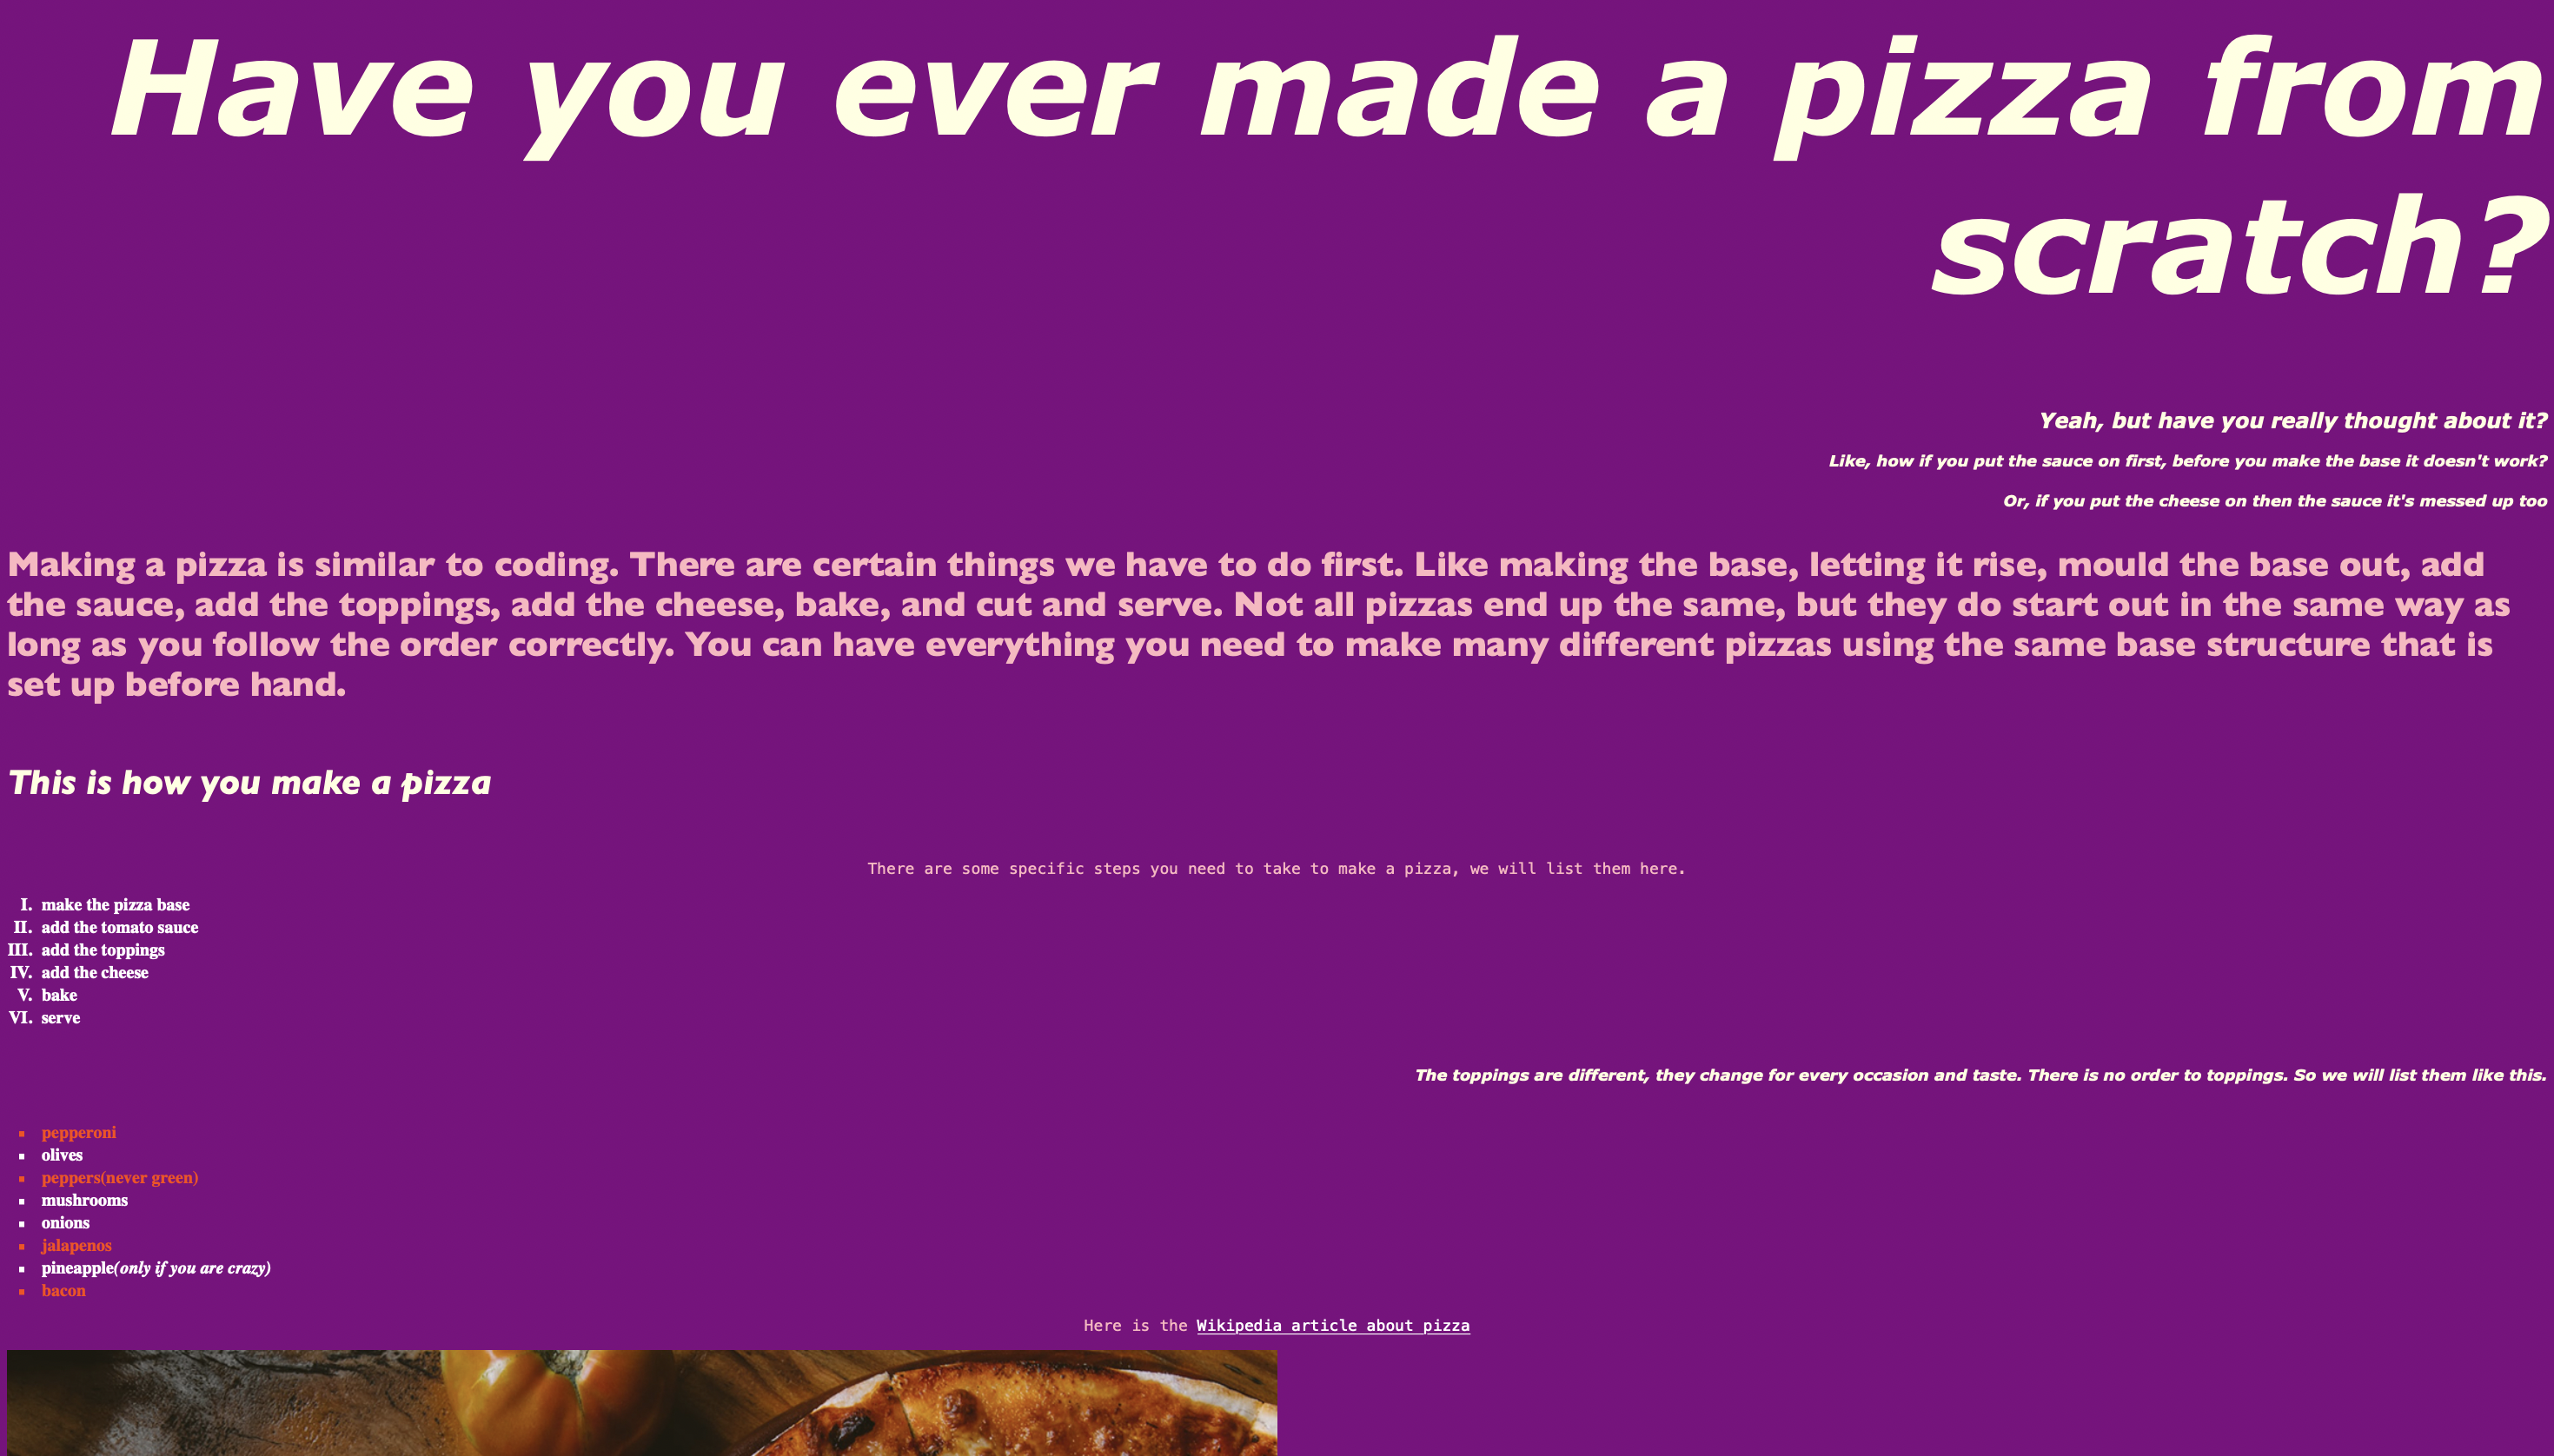 Have you ever made a pizza from
scratch?
Yeah, but have you really thought about it?
Like, how if you put the sauce on first, before you make the base it doesn't work?
Or, if you put the cheese on then the sauce it's messed up too
Making a pizza is similar to coding. There are certain things we have to do first. Like making the base, letting it rise, mould the base out, add
the sauce, add the toppings, add the cheese, bake, and cut and serve. Not all pizzas end up the same, but they do start out in the same way as
long as you follow the order correctly. You can have everything you need to make many different pizzas using the same base structure that is
set up before hand.
This is how you make a pizza
There are some specific steps you need to take to make a pizza, we will list them here.
I. make the pizza base
II. add the tomato sauce
III. add the toppings
IV. add the cheese
V. bake
VI. serve
The toppings are different, they change for every occasion and taste. There is no order to toppings. So we will list them like this.
▪ pepperoni
▪ olives
▪ peppers(never green)
▪ mushrooms
▪ onions
▪ jalapenos
▪ pineapple(only if you are crazy)
▪ bacon
Here is the Wikipedia article about pizza